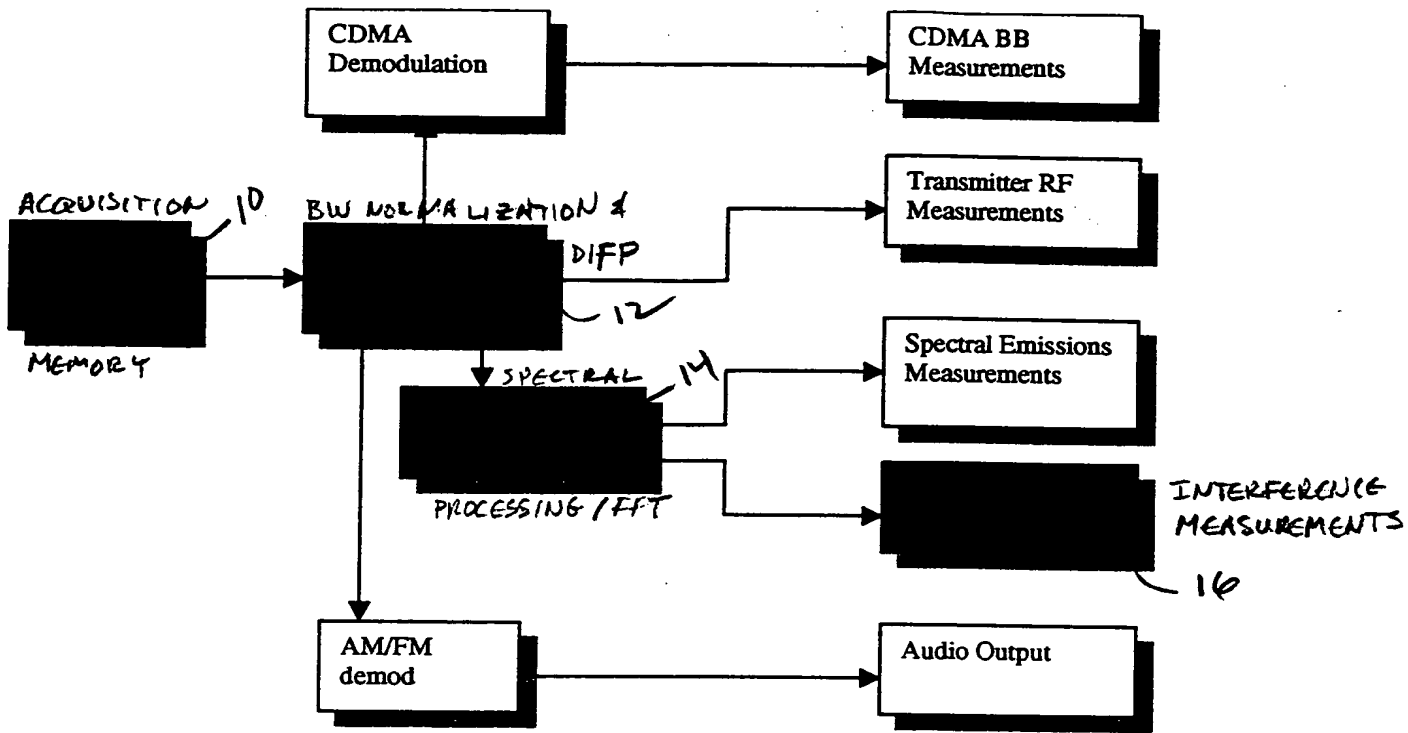 CDMA
Demodulation
CDMA BB
Measurements
Transmitter RF
Measurements
ACQUISITION
10
BW NORMALIZATION &
DIFP
12
MEMORY
SPECTRAL
14
Spectral Emissions
Measurements
PROCESSING / FFT
INTERFERENCE
MEASUREMENTS
16
AM/FM
demod
Audio Output